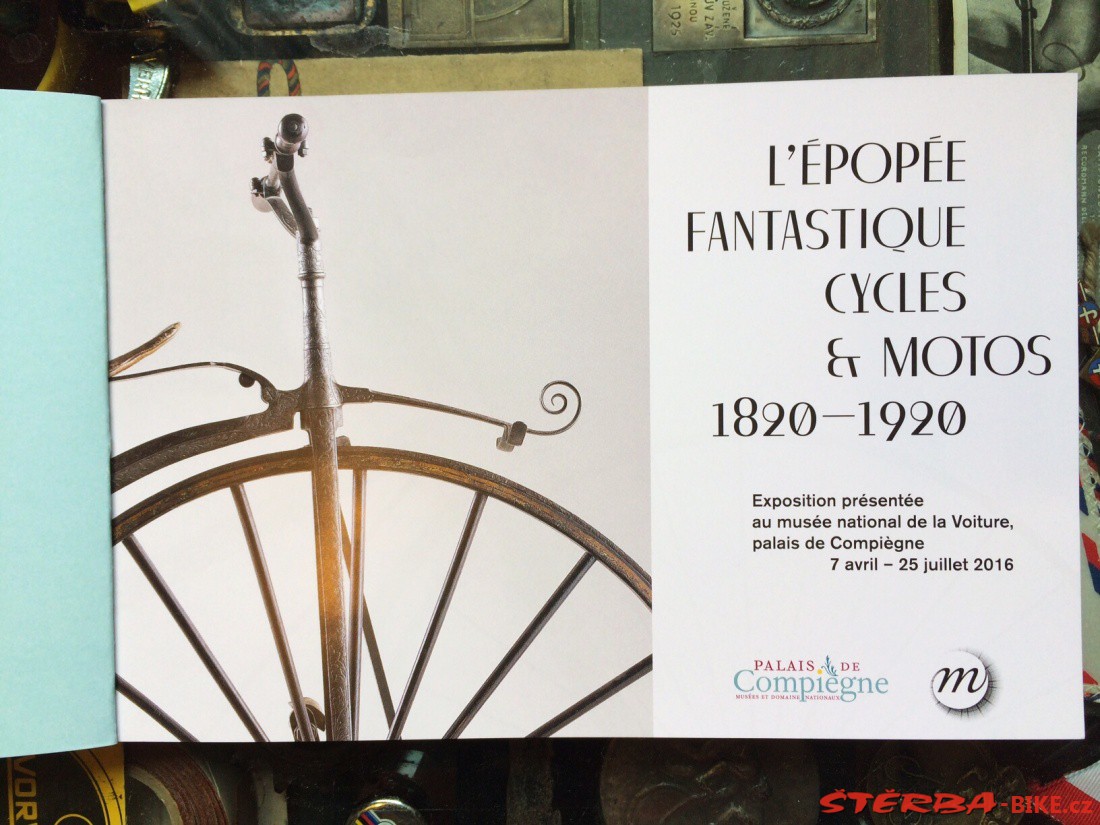 L'ÉPOPÉE
FANTASTIQUE
CYCLES
& MOTOS
1820—1920
Exposition présentée
au musée national de la Voiture,
palais de Compiègne
7 avril – 25 juillet 2016
PALAIS DE
Compiègne
MUSÉES ET DOMAINE NATIONAUX
m
VOR
ŠTĚRBA-BIKE.cz